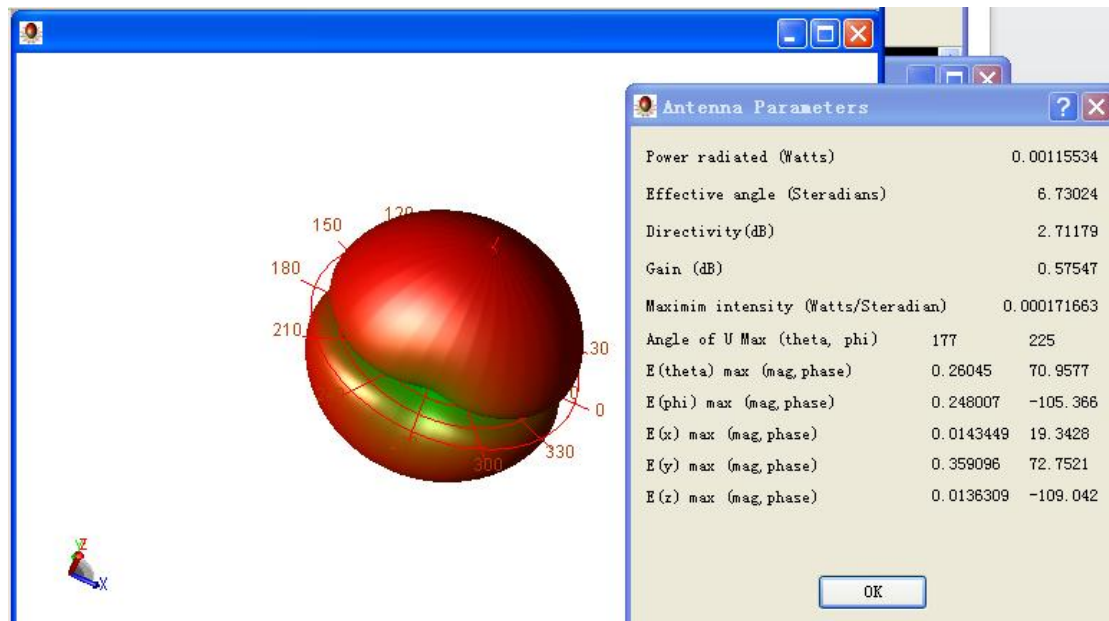 Antenna Parameters
Power radiated (Watts) 0.00115534
Effective angle (Steradians) 6.73024
Directivity(dB) 2.71179
Gain (dB) 0.57547
Maximim intensity (Watts/Steradian) 0.000171663
Angle of U Max (theta, phi) 177 225
E(theta) max (mag,phase) 0.26045 70.9577
E(phi) max (mag,phase) 0.248007 -105.366
E(x) max (mag,phase) 0.0143449 19.3428
E(y) max (mag,phase) 0.359096 72.7521
E(z) max (mag,phase) 0.0136309 -109.042
OK
120
150
180
210
30
0
330
300
Z
X